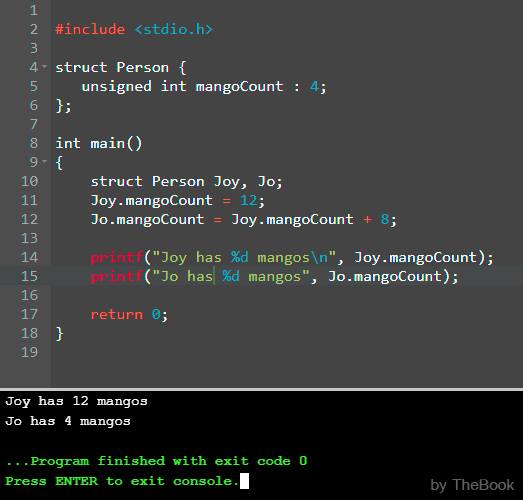 1
2 #include <stdio.h>
3
4 struct Person {
5 unsigned int mangoCount : 4;
6 };
7
8 int main()
9 {
10 struct Person Joy, Jo;
11 Joy.mangoCount = 12;
12 Jo.mangoCount = Joy.mangoCount + 8;
13
14 printf("Joy has %d mangos\n", Joy.mangoCount);
15 printf("Jo has %d mangos", Jo.mangoCount);
16
17 return 0;
18 }
19
Joy has 12 mangos
Jo has 4 mangos
...Program finished with exit code 0
Press ENTER to exit console.
by TheBook